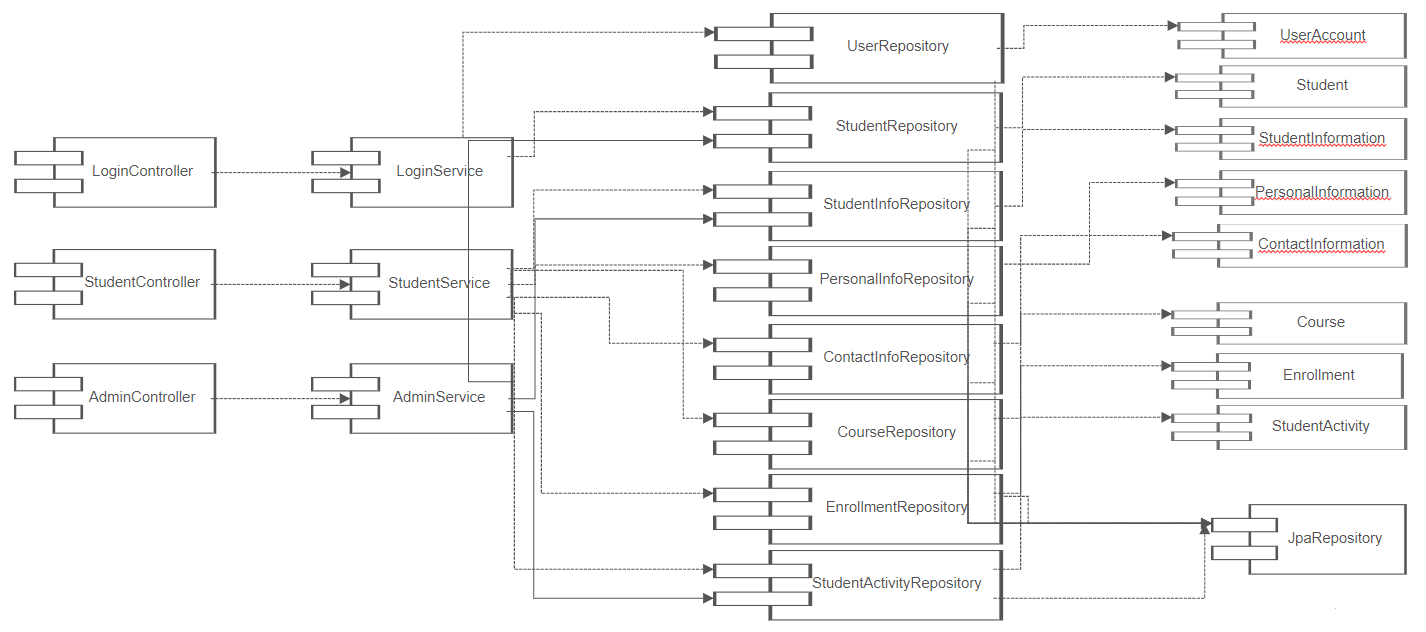 LoginController
StudentController
AdminController
LoginService
StudentService
AdminService
UserRepository
StudentRepository
StudentInfoRepository
PersonalInfoRepository
ContactInfoRepository
CourseRepository
EnrollmentRepository
StudentActivityRepository
UserAccount
Student
StudentInformation
PersonalInformation
ContactInformation
Course
Enrollment
StudentActivity
JpaRepository